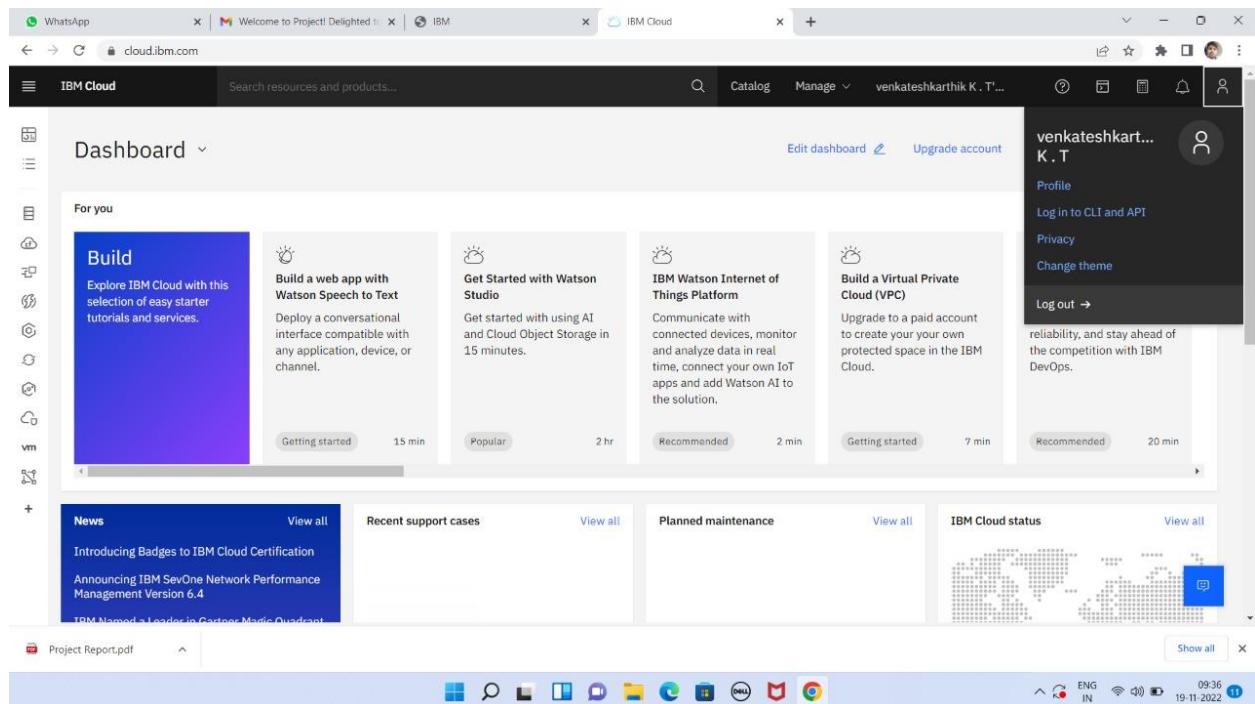 WhatsApp
Welcome to Project! Delighted t
IBM
IBM Cloud
cloud.ibm.com
IBM Cloud
Search resources and products...
Catalog
Manage
venkateshkarthik K . T'...
Dashboard
Edit dashboard
Upgrade account
venkateshkart...
K . T
Profile
Log in to CLI and API
Privacy
Change theme
Log out →
For you
Build
Explore IBM Cloud with this
selection of easy starter
tutorials and services.
Build a web app with
Watson Speech to Text
Deploy a conversational
interface compatible with
any application, device, or
channel.
Getting started 15 min
Get Started with Watson
Studio
Get started with using AI
and Cloud Object Storage in
15 minutes.
Popular 2 hr
IBM Watson Internet of
Things Platform
Communicate with
connected devices, monitor
and analyze data in real
time, connect your own IoT
apps and add Watson AI to
the solution.
Recommended 2 min
Build a Virtual Private
Cloud (VPC)
Upgrade to a paid account
to create your your own
protected space in the IBM
Cloud.
Getting started 7 min
reliability, and stay ahead of
the competition with IBM
DevOps.
Recommended 20 min
vm
News View all
Introducing Badges to IBM Cloud Certification
Announcing IBM SevOne Network Performance
Management Version 6.4
IBM Named a Leader in Gartner Magic Quadrant
Recent support cases View all
Planned maintenance View all
IBM Cloud status View all
Project Report.pdf
Show all
DELL
ENG
IN
09:36
19-11-2022
11